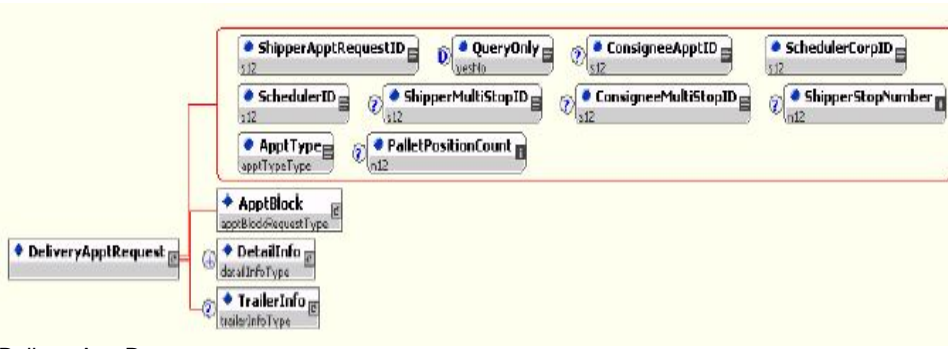 ShipperApptRequestID D QueryOnly ? ConsigneeApptID SchedulerCorpID
s12 yesNo s12 s12
SchedulerID ? ShipperMultiStopID ? ConsigneeMultiStopID ? ShipperStopNumber
s12 s12 s12 n12
ApptType ? PalletPositionCount
apptTypeType n12
ApptBlock
apptBlockRequestType
DeliveryApptRequest
DetailInfo
detailInfoType
? TrailerInfo
trailerInfoType